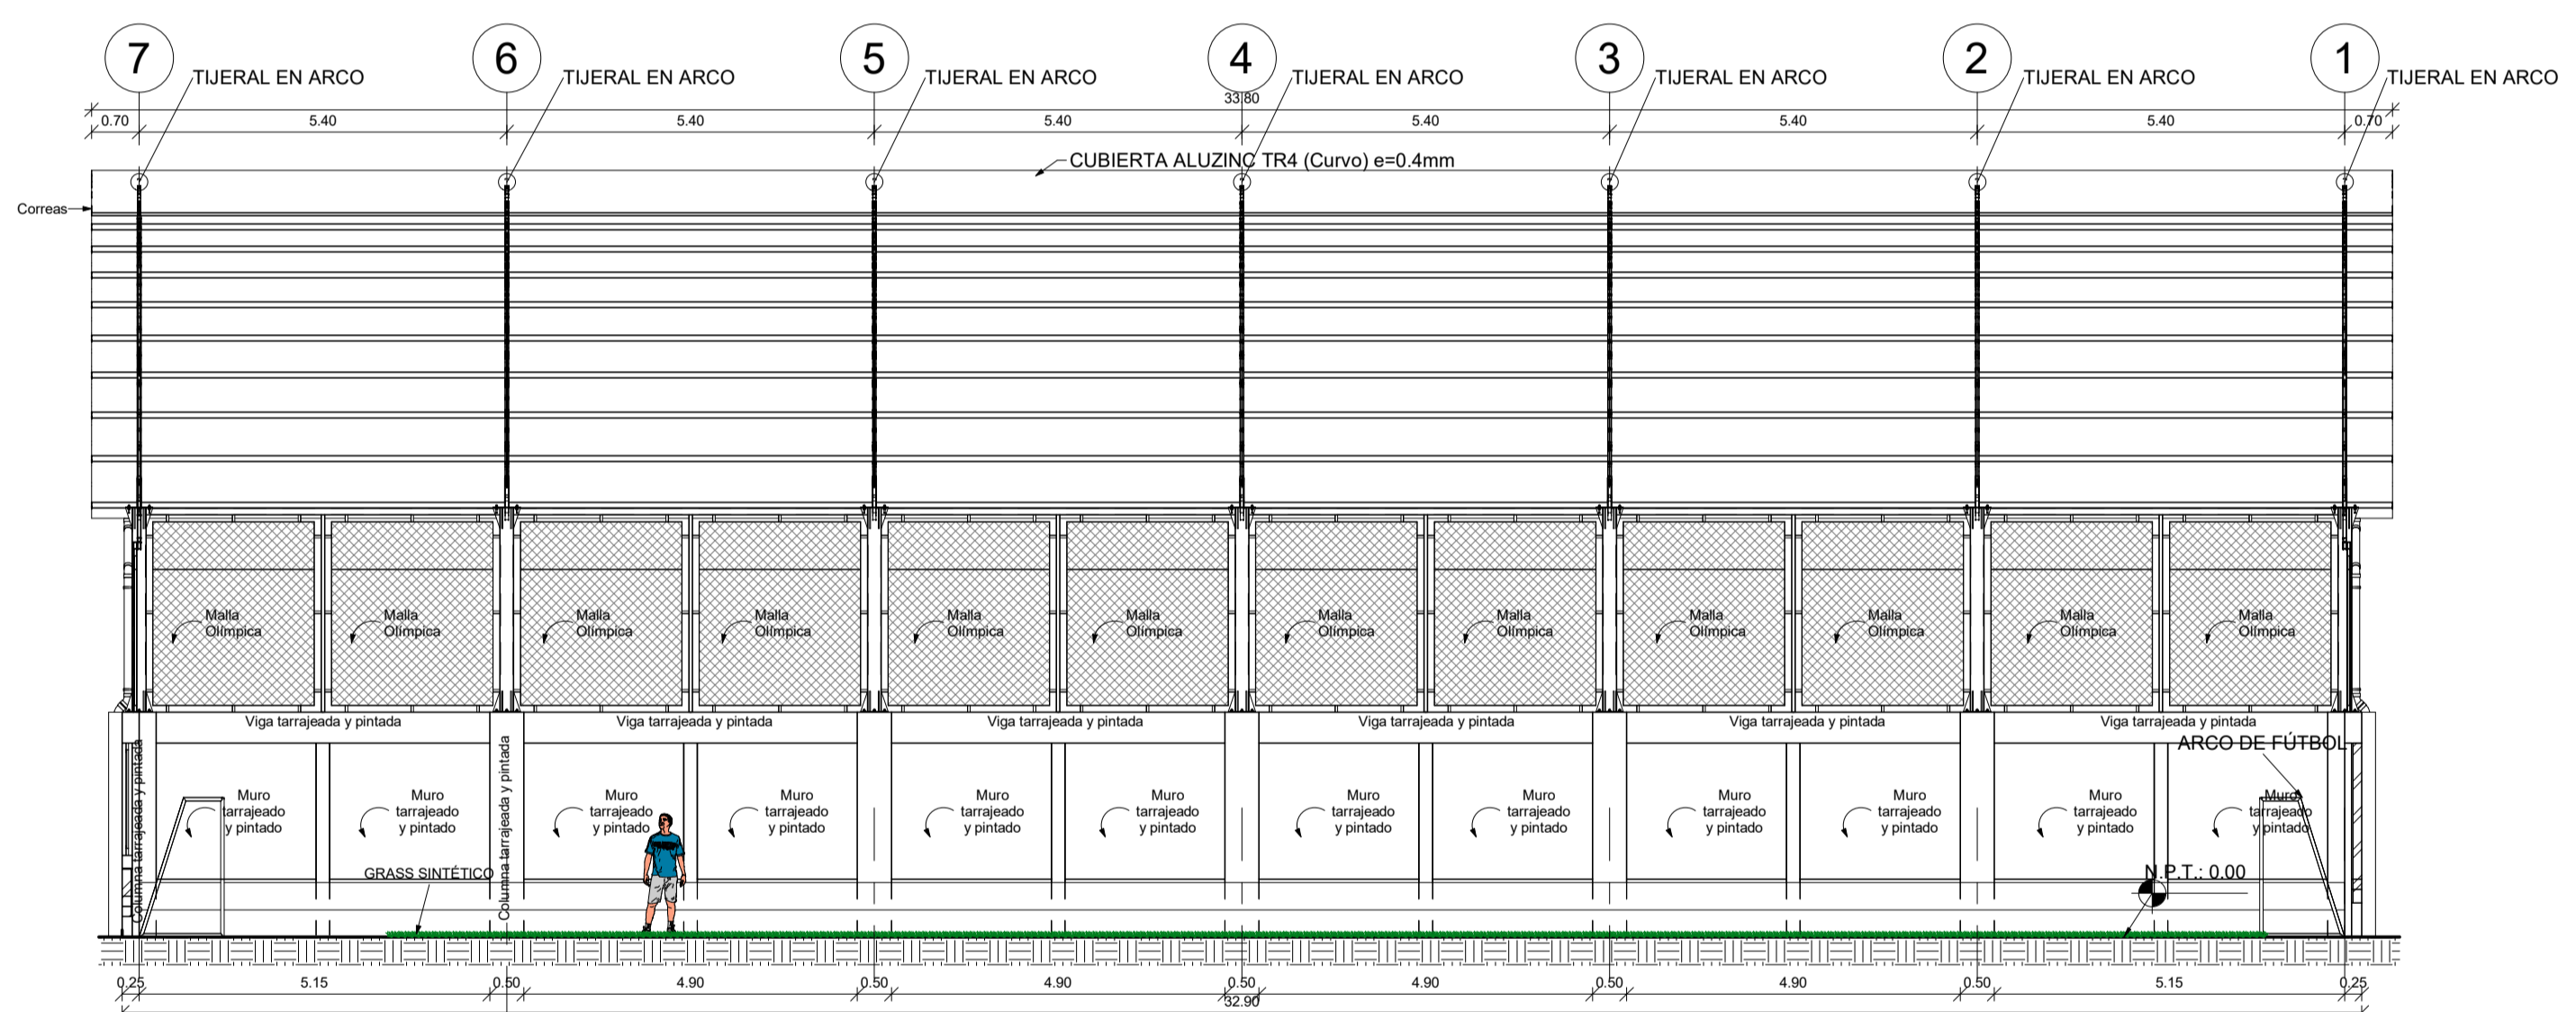 7 6 5 4 3 2 1
TIJERAL EN ARCO TIJERAL EN ARCO TIJERAL EN ARCO TIJERAL EN ARCO TIJERAL EN ARCO TIJERAL EN ARCO TIJERAL EN ARCO
33.80
0.70 5.40 5.40 5.40 5.40 5.40 5.40 0.70
CUBIERTA ALUZINC TR4 (Curvo) e=0.4mm
Correas
Malla Malla Malla Malla Malla Malla Malla Malla Malla Malla Malla Malla
Olímpica Olímpica Olímpica Olímpica Olímpica Olímpica Olímpica Olímpica Olímpica Olímpica Olímpica Olímpica
Viga tarrajeada y pintada Viga tarrajeada y pintada Viga tarrajeada y pintada Viga tarrajeada y pintada Viga tarrajeada y pintada Viga tarrajeada y pintada
ARCO DE FÚTBOL
Columna tarrajeada y pintada
Columna tarrajeada y pintada
Muro Muro Muro Muro Muro Muro Muro Muro Muro Muro Muro Muro
tarrajeado tarrajeado tarrajeado tarrajeado tarrajeado tarrajeado tarrajeado tarrajeado tarrajeado tarrajeado tarrajeado tarrajeado
y pintado y pintado y pintado y pintado y pintado y pintado y pintado y pintado y pintado y pintado y pintado y pintado
GRASS SINTÉTICO
N.P.T.: 0.00
0.25 5.15 0.50 4.90 0.50 4.90 0.50 4.90 0.50 4.90 0.50 5.15 0.25
32.90